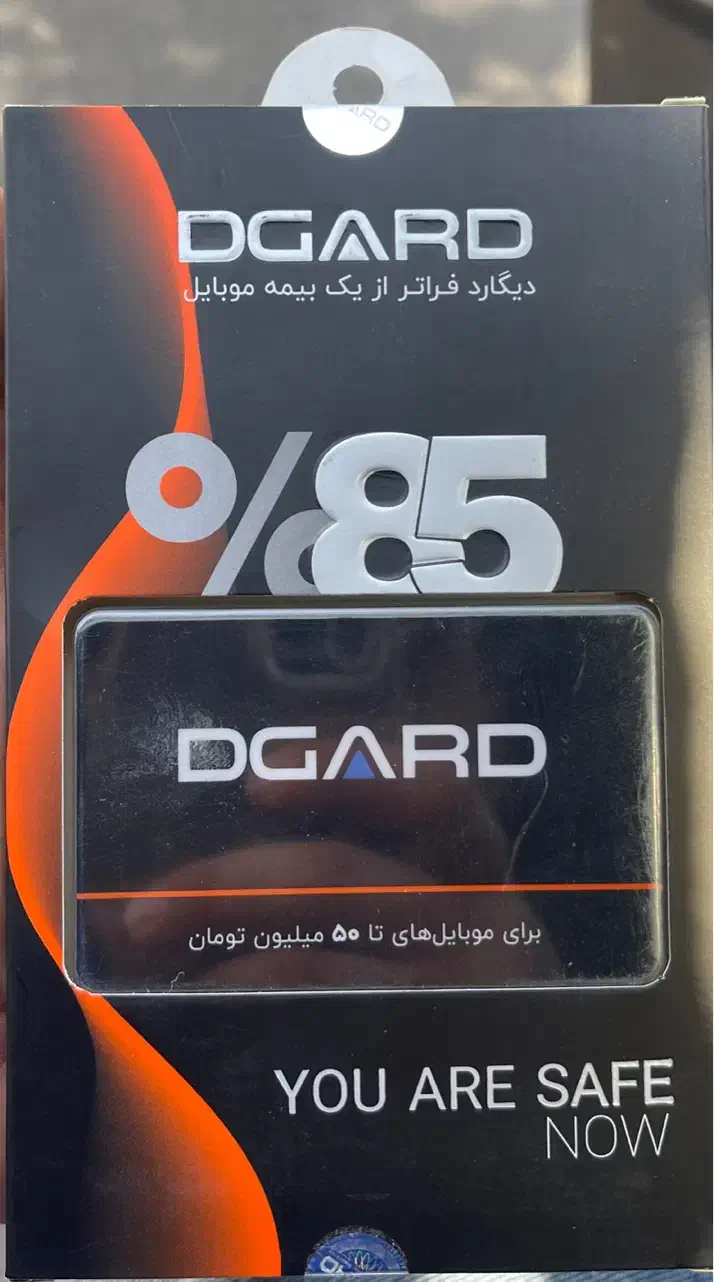 DGARD
دیگارد فراتر از یک بیمه موبایل
%85
DGARD
برای موبایل‌های تا ۵۰ میلیون تومان
YOU ARE SAFE
NOW